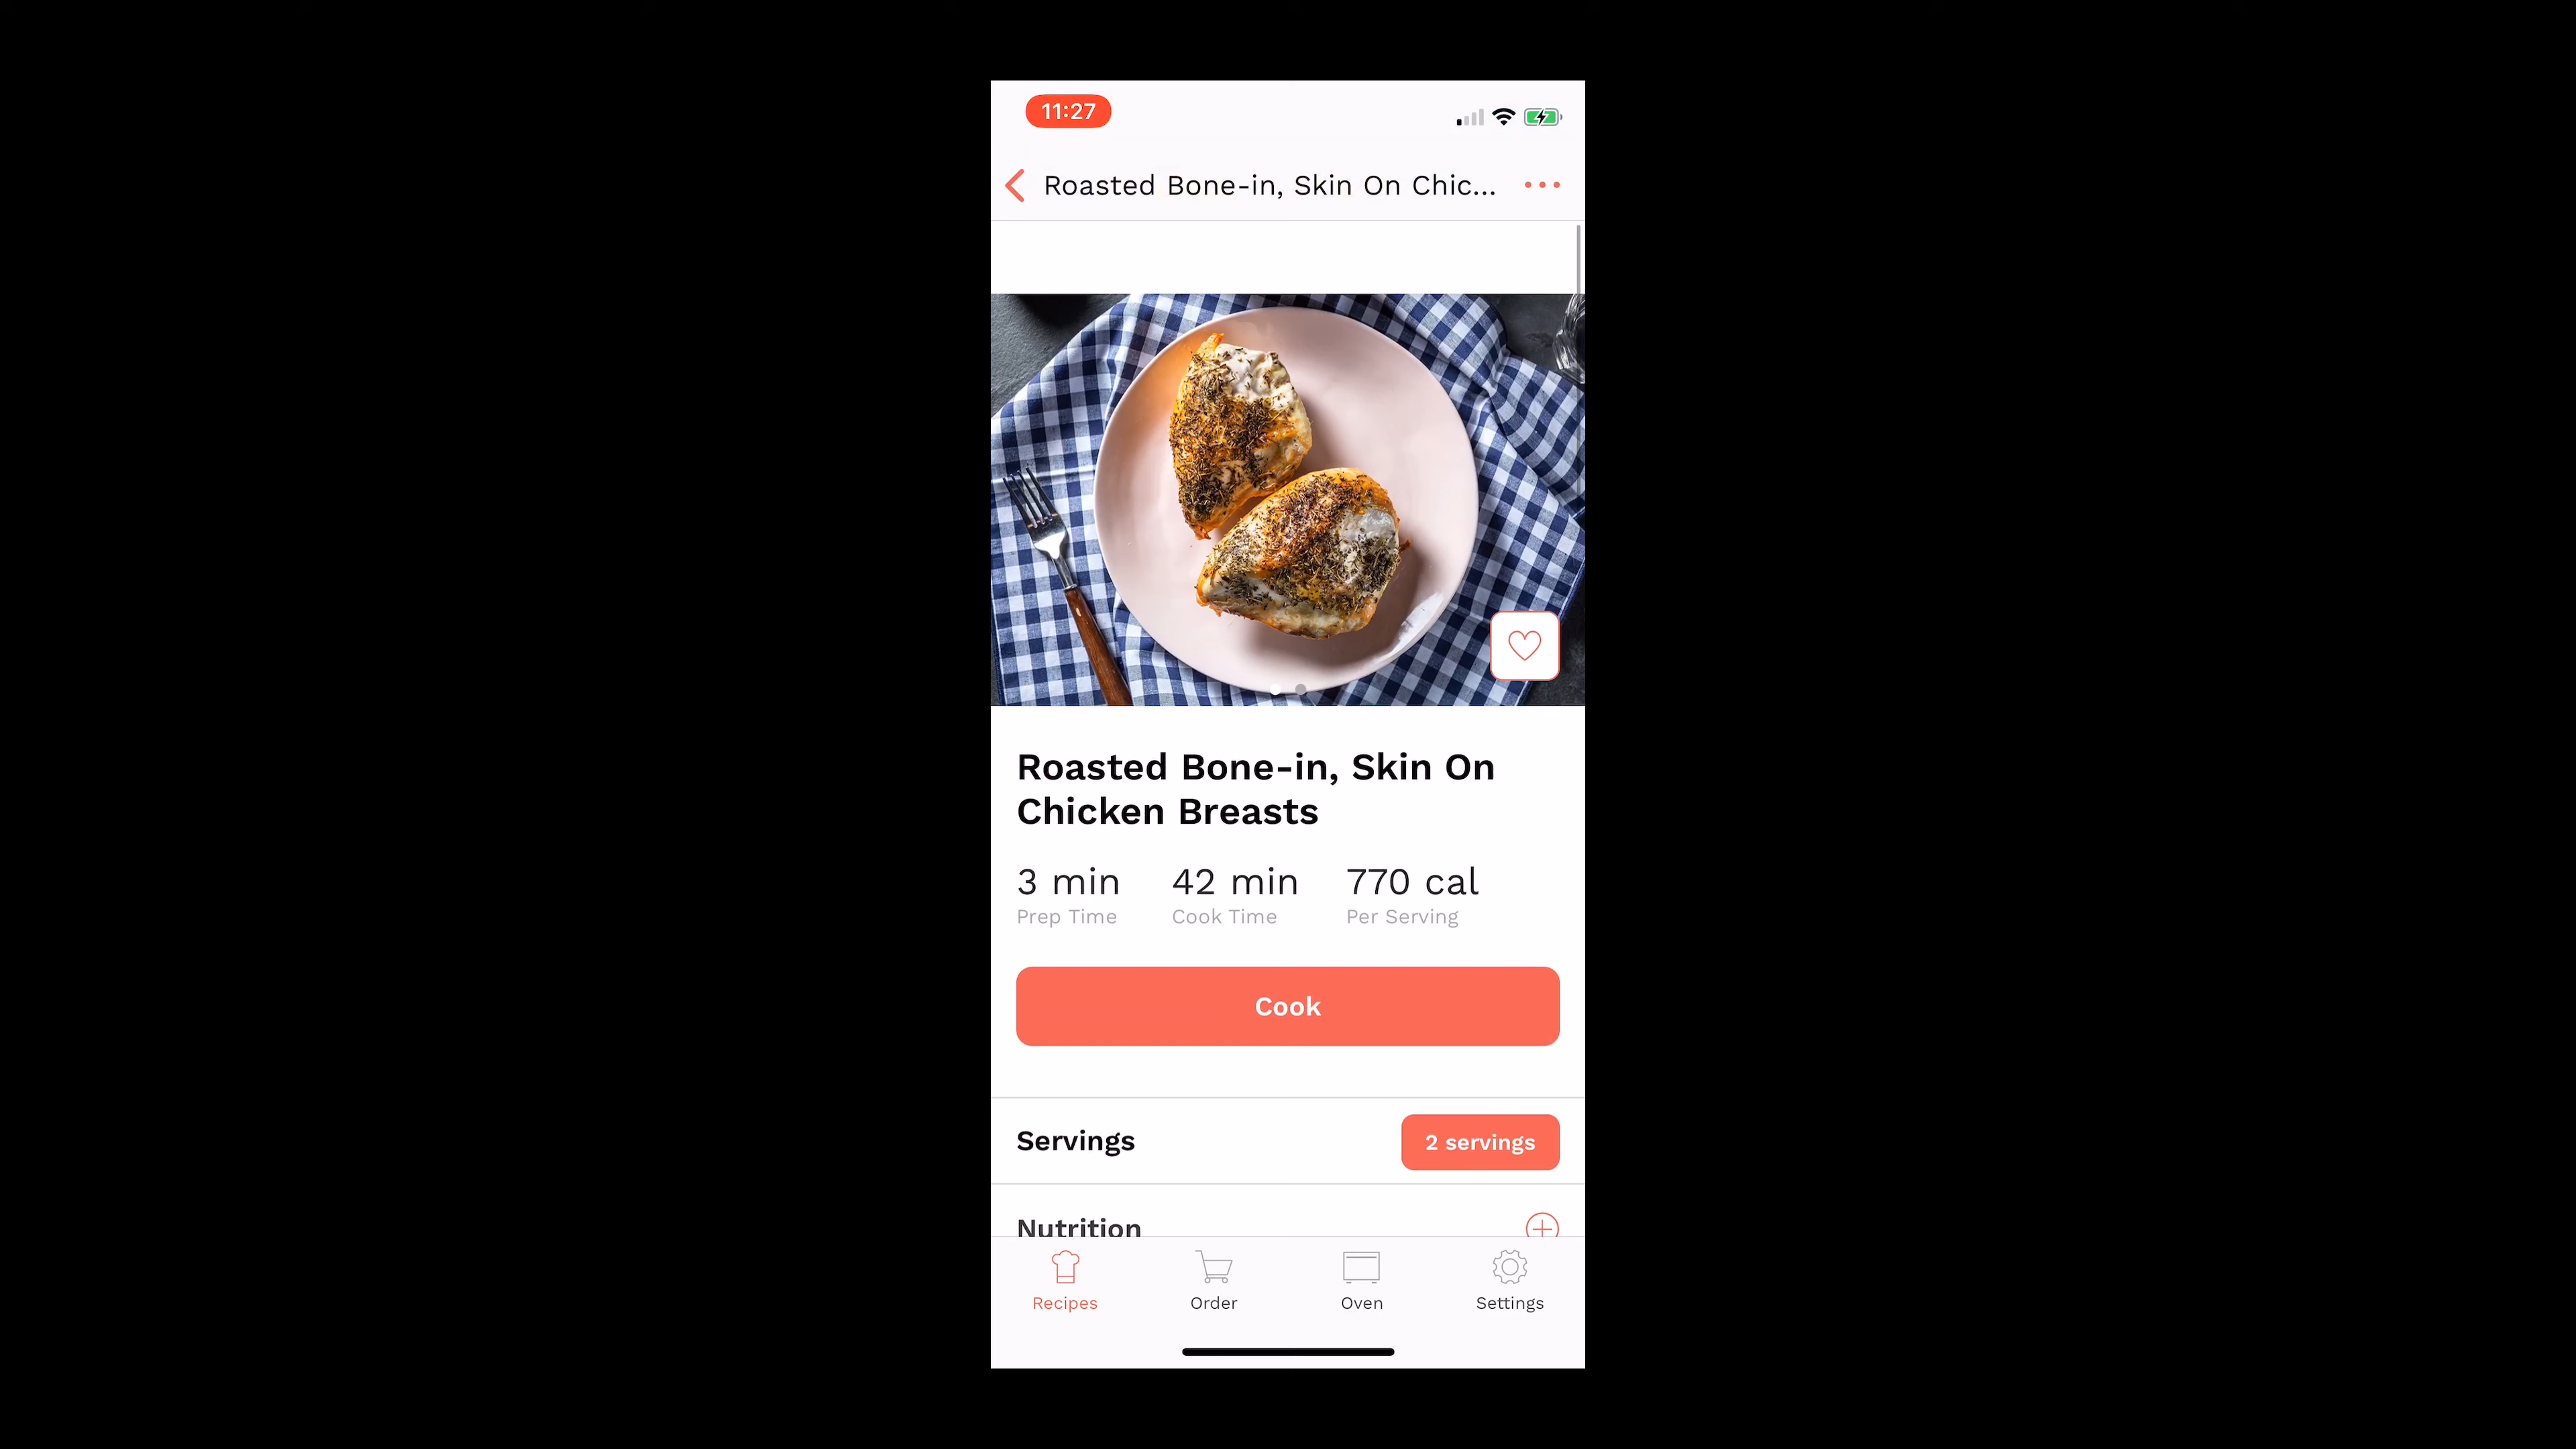 11:27
Roasted Bone-in, Skin On Chic...
Roasted Bone-in, Skin On
Chicken Breasts
3 min
42 min
770 cal
Prep Time
Cook Time
Per Serving
Cook
Servings
2 servings
Nutrition
Recipes
Order
Oven
Settings